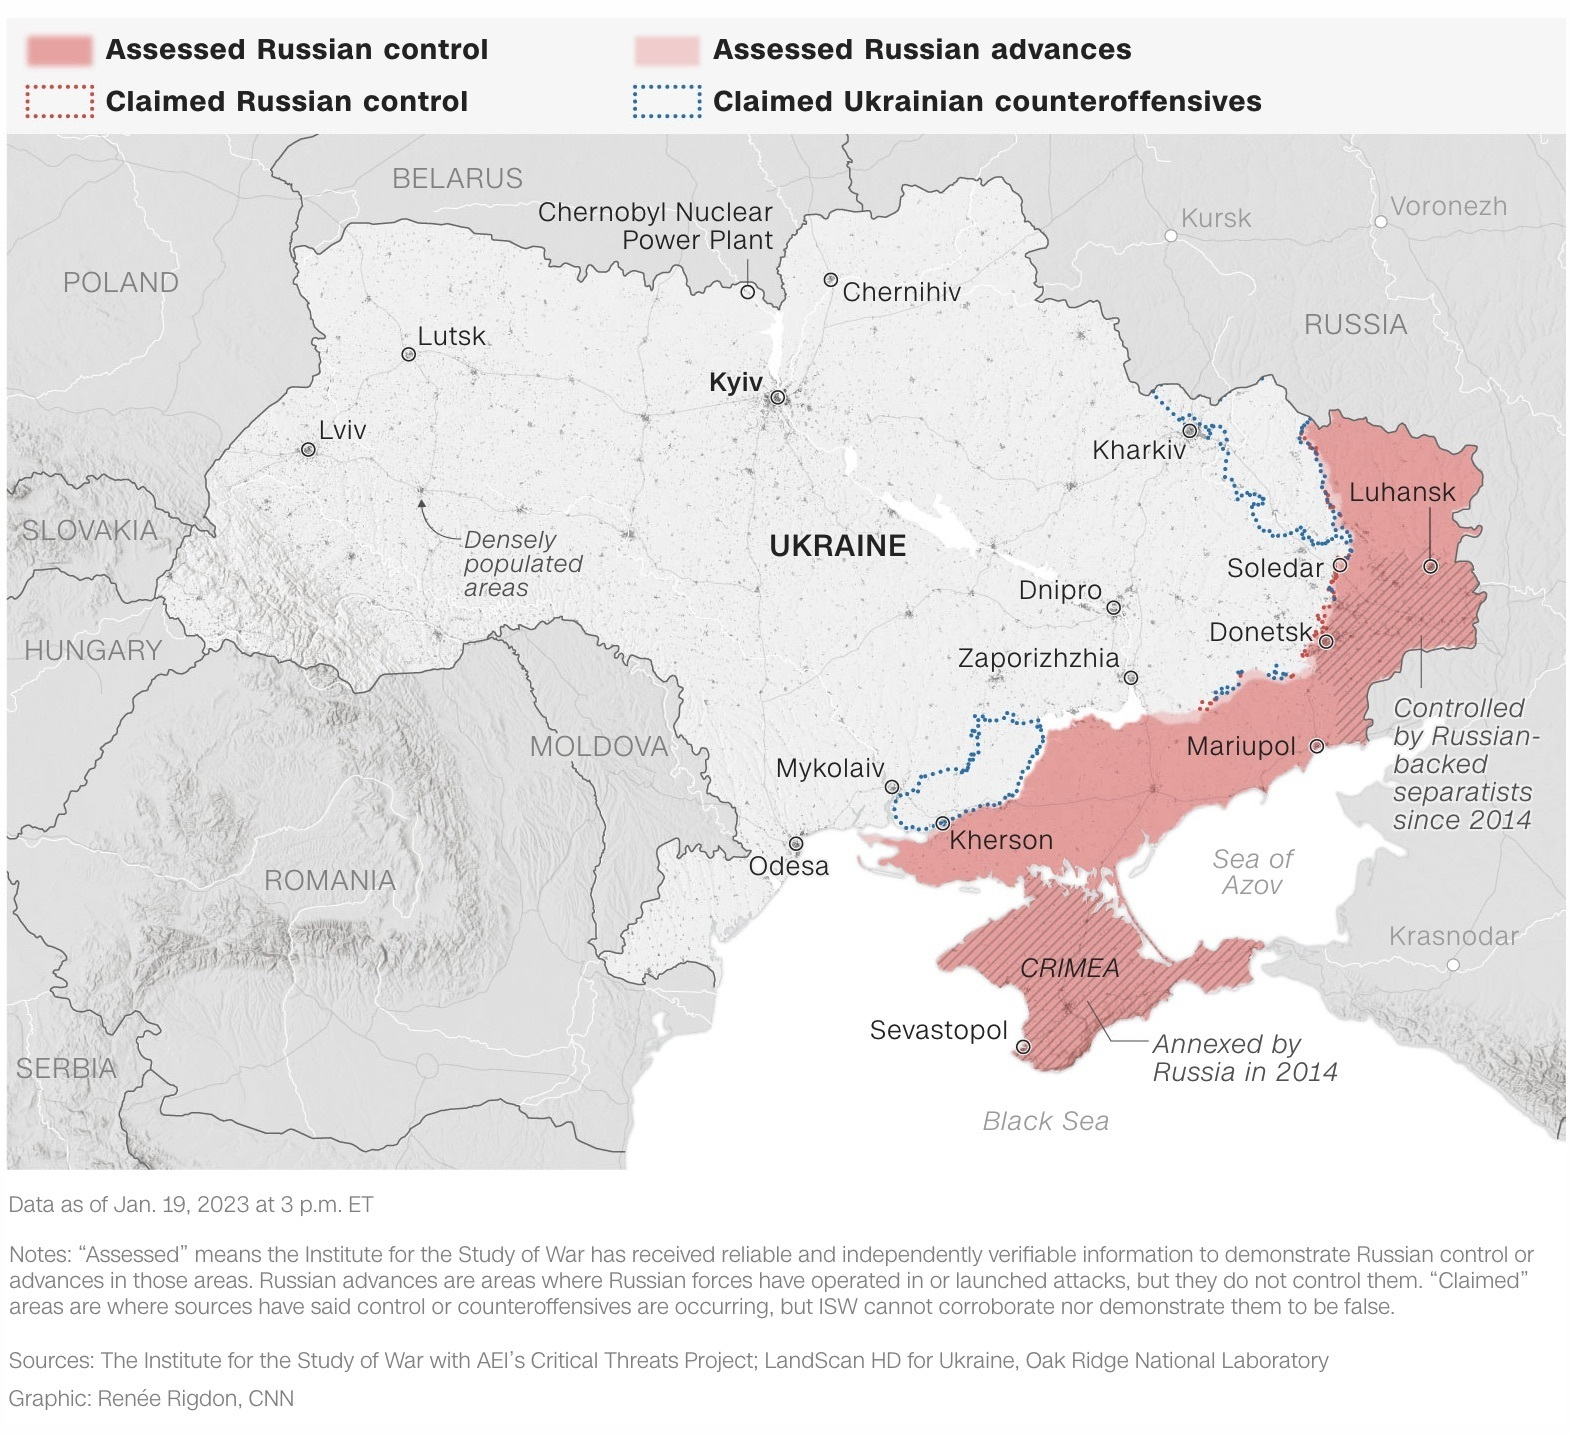 Assessed Russian control
Assessed Russian advances
Claimed Russian control
Claimed Ukrainian counteroffensives
BELARUS
Chernobyl Nuclear
Power Plant
Kursk
Voronezh
POLAND
Chernihiv
RUSSIA
Lutsk
Kyiv
Lviv
Kharkiv
Luhansk
SLOVAKIA
Densely
populated
areas
UKRAINE
Soledar
Dnipro
Donetsk
HUNGARY
Zaporizhzhia
Controlled
by Russian-
backed
separatists
since 2014
MOLDOVA
Mariupol
Mykolaiv
Kherson
Odesa
Sea of
Azov
ROMANIA
Krasnodar
CRIMEA
Sevastopol
Annexed by
Russia in 2014
SERBIA
Black Sea
Data as of Jan. 19, 2023 at 3 p.m. ET
Notes: “Assessed” means the Institute for the Study of War has received reliable and independently verifiable information to demonstrate Russian control or
advances in those areas. Russian advances are areas where Russian forces have operated in or launched attacks, but they do not control them. “Claimed”
areas are where sources have said control or counteroffensives are occurring, but ISW cannot corroborate nor demonstrate them to be false.
Sources: The Institute for the Study of War with AEI’s Critical Threats Project; LandScan HD for Ukraine, Oak Ridge National Laboratory
Graphic: Renée Rigdon, CNN